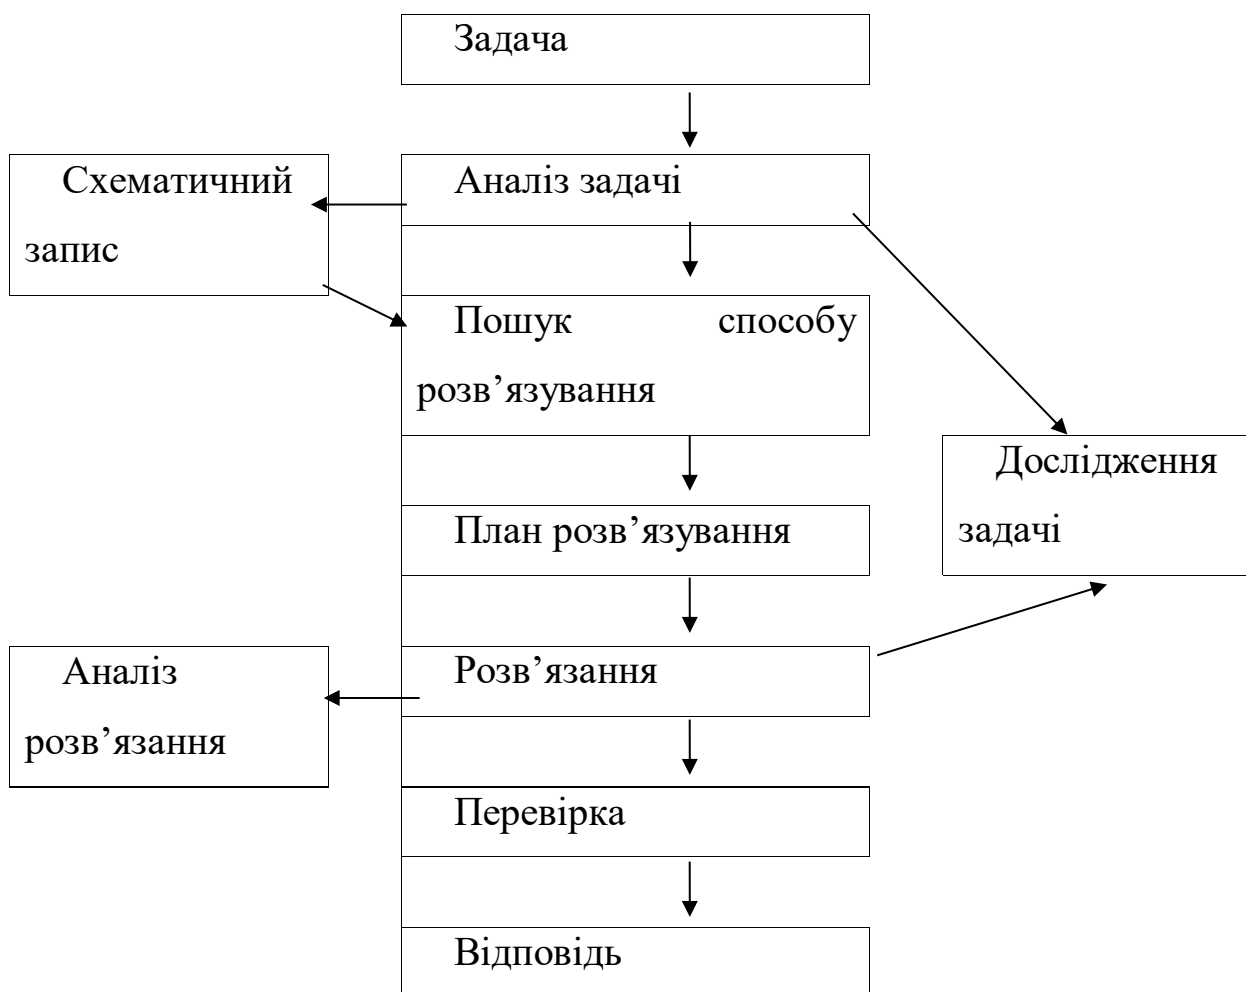 Задача
Схематичний
запис
Аналіз задачі
Пошук способу
розв’язування
Дослідження
задачі
План розв’язування
Аналіз
розв’язання
Розв’язання
Перевірка
Відповідь